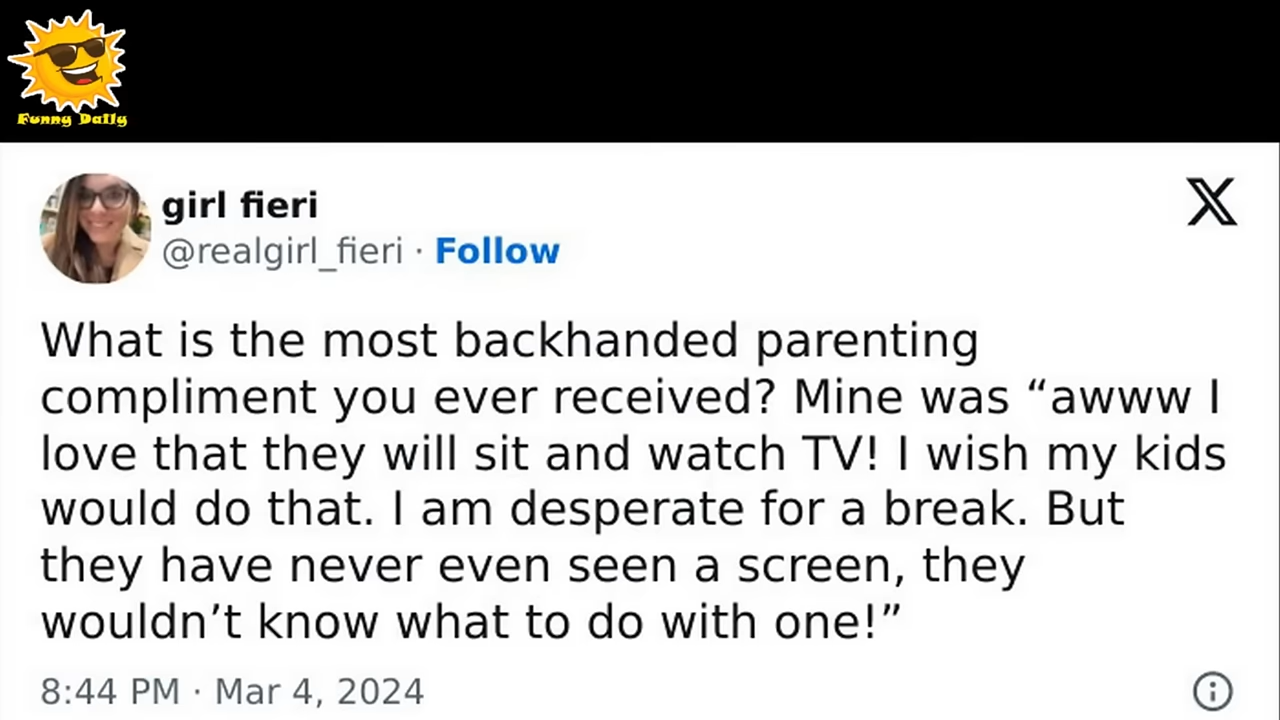 Funny Daily
girl fieri
@realgirl_fieri · Follow
What is the most backhanded parenting
compliment you ever received? Mine was “awww I
love that they will sit and watch TV! I wish my kids
would do that. I am desperate for a break. But
they have never even seen a screen, they
wouldn’t know what to do with one!”
8:44 PM · Mar 4, 2024